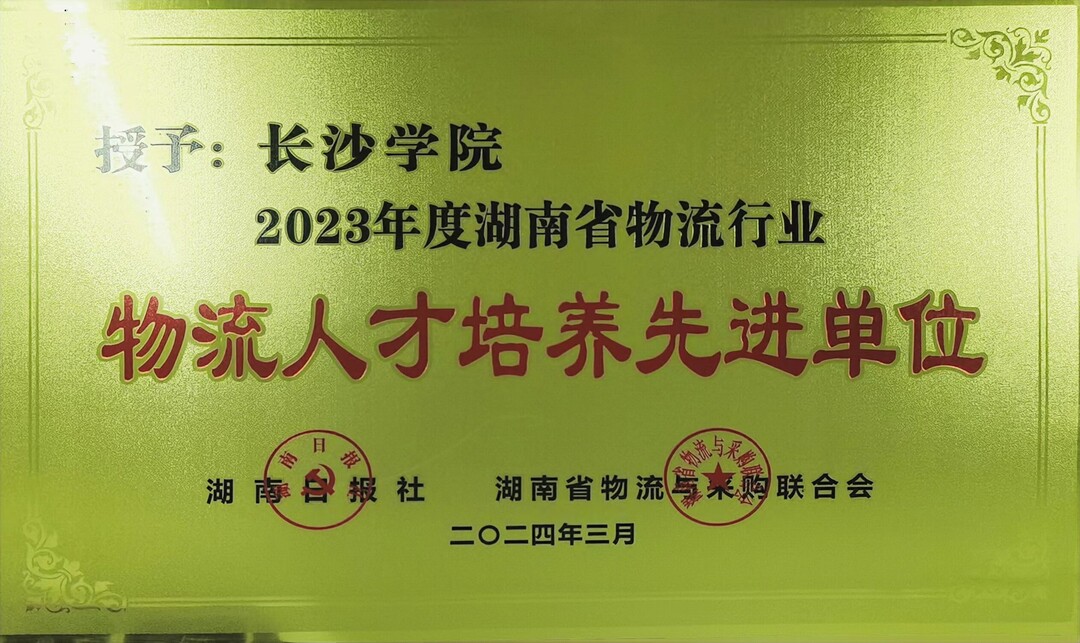 授予：长沙学院
2023年度湖南省物流行业
物流人才培养先进单位
湖南日报社 湖南省物流与采购联合会
二〇二四年三月